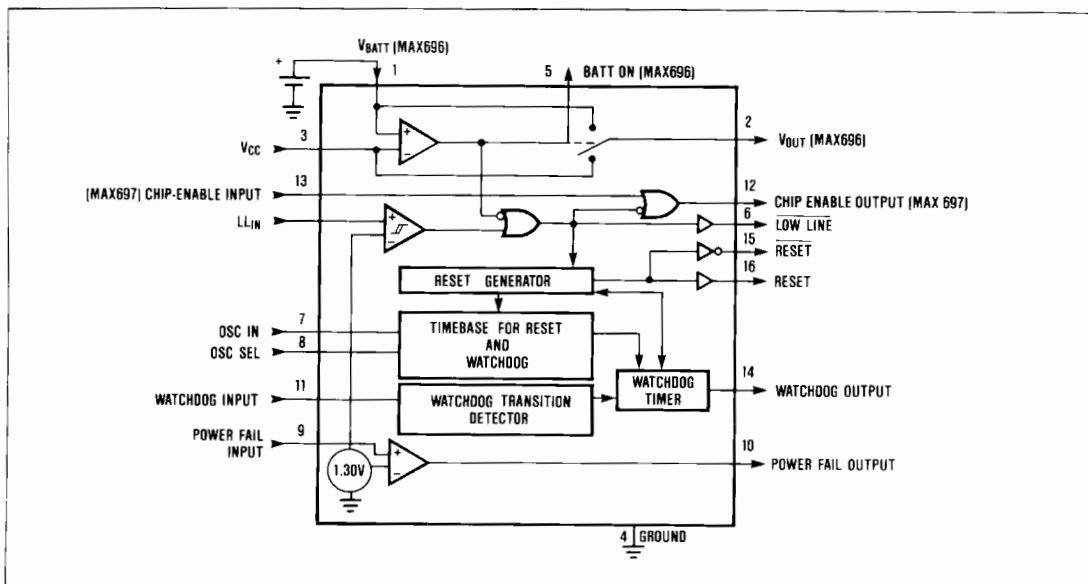 VBATT (MAX696)
+
1
5
BATT ON (MAX696)
3
VCC
+
−
2
VOUT (MAX696)
13
(MAX697) CHIP-ENABLE INPUT
12
CHIP ENABLE OUTPUT (MAX 697)
LLIN
+
−
6
LOW LINE
15
RESET
16
RESET
RESET GENERATOR
7
OSC IN
8
OSC SEL
TIMEBASE FOR RESET
AND
WATCHDOG
11
WATCHDOG INPUT
WATCHDOG TRANSITION
DETECTOR
WATCHDOG
TIMER
14
WATCHDOG OUTPUT
9
POWER FAIL
INPUT
+
−
1.30V
10
POWER FAIL OUTPUT
4 GROUND